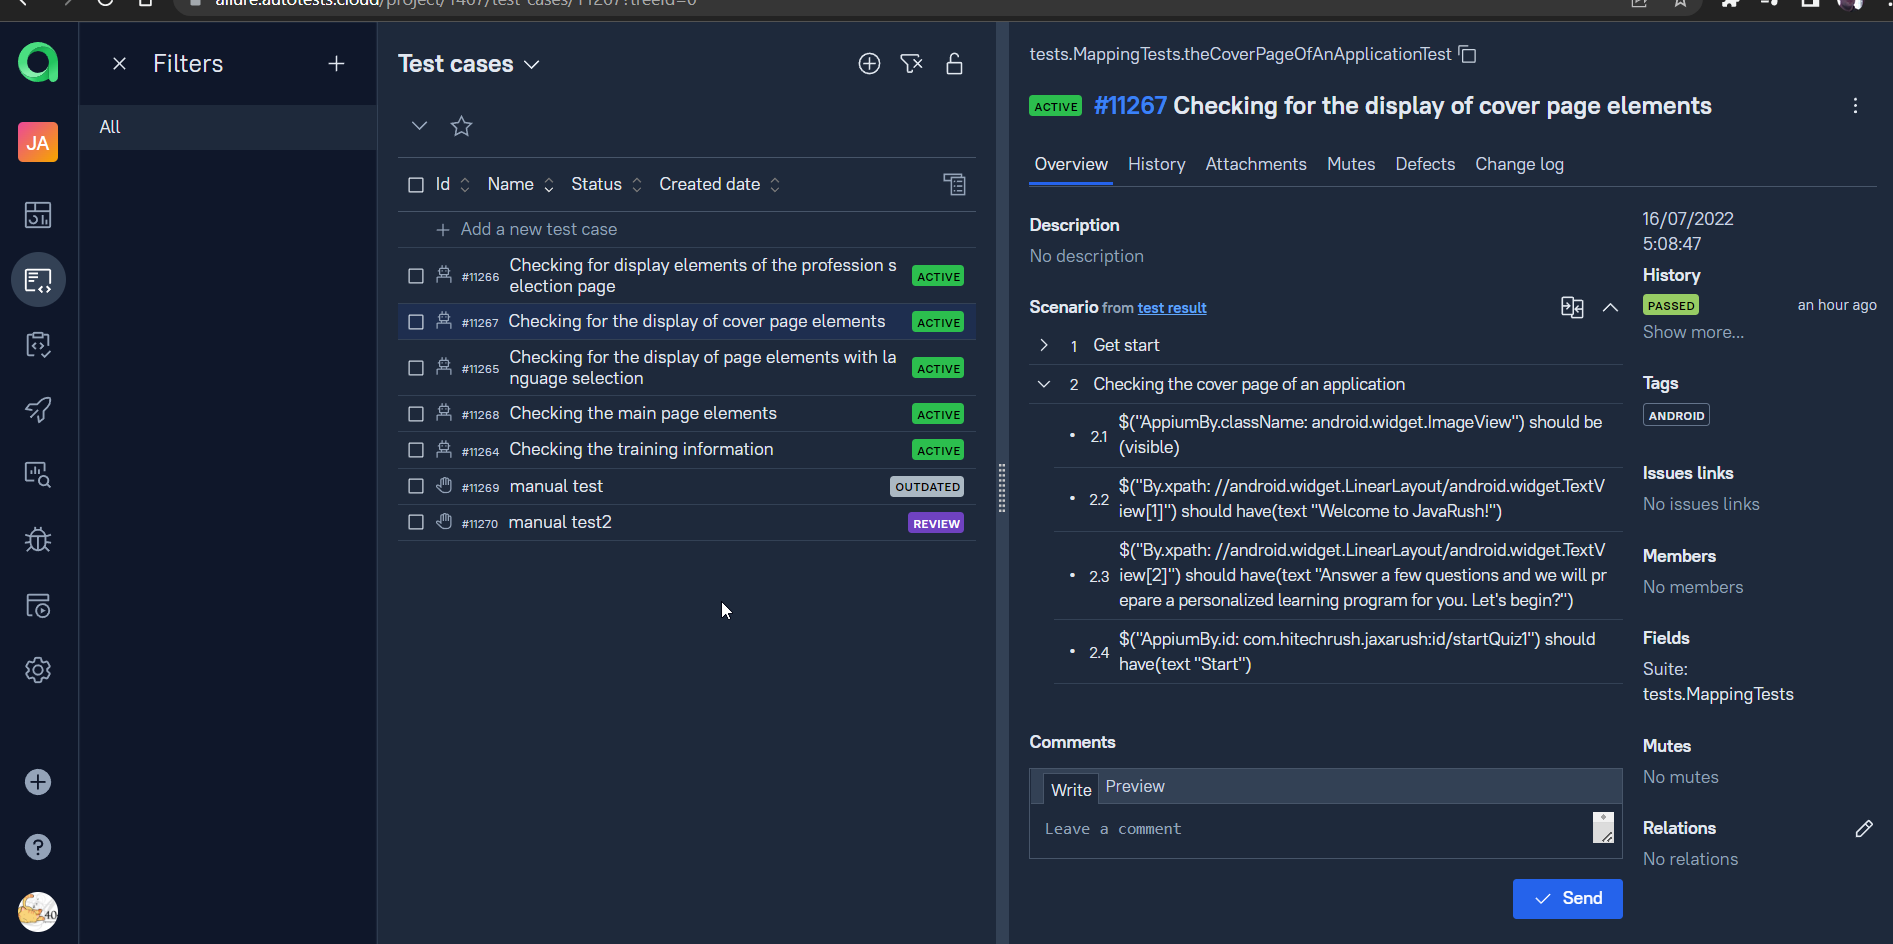 allure.autotests.cloud/project/1407/test-cases/11267?treeId=0
JA
Filters
All
Test cases
Id
Name
Status
Created date
Add a new test case
#11266
Checking for display elements of the profession s
election page
ACTIVE
#11267
Checking for the display of cover page elements
ACTIVE
#11265
Checking for the display of page elements with la
nguage selection
ACTIVE
#11268
Checking the main page elements
ACTIVE
#11264
Checking the training information
ACTIVE
#11269
manual test
OUTDATED
#11270
manual test2
REVIEW
40
tests.MappingTests.theCoverPageOfAnApplicationTest
ACTIVE
#11267 Checking for the display of cover page elements
Overview
History
Attachments
Mutes
Defects
Change log
Description
No description
Scenario from test result
1 Get start
2 Checking the cover page of an application
2.1 $("AppiumBy.className: android.widget.ImageView") should be
(visible)
2.2 $("By.xpath: //android.widget.LinearLayout/android.widget.TextV
iew[1]") should have(text "Welcome to JavaRush!")
2.3 $("By.xpath: //android.widget.LinearLayout/android.widget.TextV
iew[2]") should have(text "Answer a few questions and we will pr
epare a personalized learning program for you. Let's begin?")
2.4 $("AppiumBy.id: com.hitechrush.jaxarush:id/startQuiz1") should
have(text "Start")
Comments
Write
Preview
Leave a comment
Send
16/07/2022
5:08:47
History
PASSED
an hour ago
Show more...
Tags
ANDROID
Issues links
No issues links
Members
No members
Fields
Suite:
tests.MappingTests
Mutes
No mutes
Relations
No relations